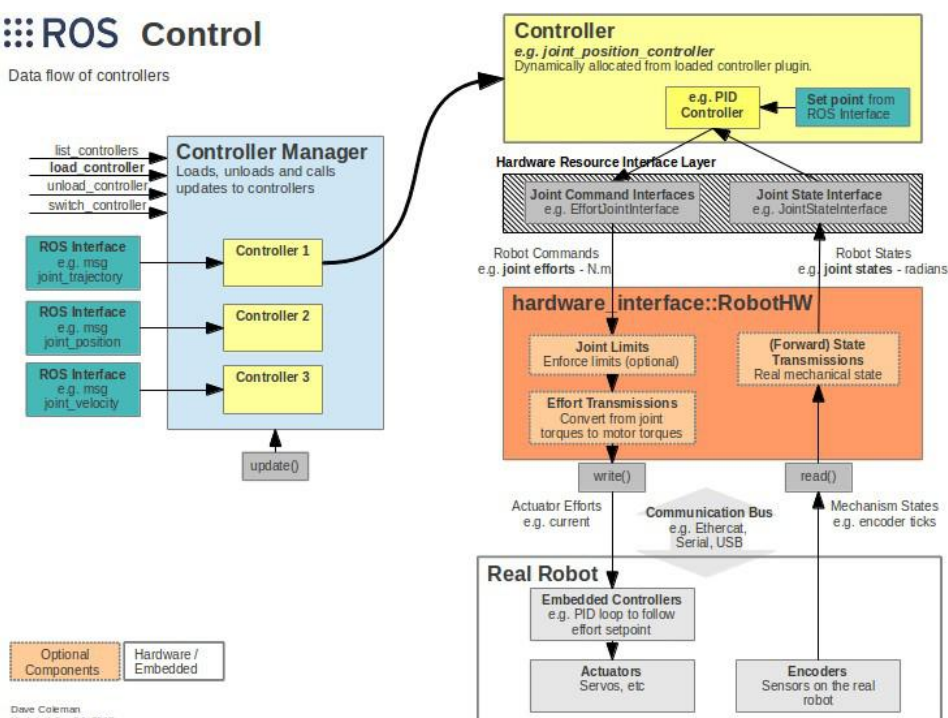 ROS Control
Data flow of controllers
list_controllers
load_controller
unload_controller
switch_controller
Controller Manager
Loads, unloads and calls
updates to controllers
ROS Interface
e.g. msg
joint_trajectory
Controller 1
ROS Interface
e.g. msg
joint_position
Controller 2
ROS Interface
e.g. msg
joint_velocity
Controller 3
update()
Controller
e.g. joint_position_controller
Dynamically allocated from loaded controller plugin.
e.g. PID
Controller
Set point from
ROS Interface
Hardware Resource Interface Layer
Joint Command Interfaces
e.g. EffortJointInterface
Joint State Interface
e.g. JointStateInterface
Robot Commands
e.g. joint efforts - N.m
Robot States
e.g. joint states - radians
hardware_interface::RobotHW
Joint Limits
Enforce limits (optional)
Effort Transmissions
Convert from joint
torques to motor torques
(Forward) State
Transmissions
Real mechanical state
write()
read()
Actuator Efforts
e.g. current
Communication Bus
e.g. Ethercat,
Serial, USB
Mechanism States
e.g. encoder ticks
Real Robot
Embedded Controllers
e.g. PID loop to follow
effort setpoint
Actuators
Servos, etc
Encoders
Sensors on the real
robot
Optional
Components
Hardware /
Embedded
Dave Coleman